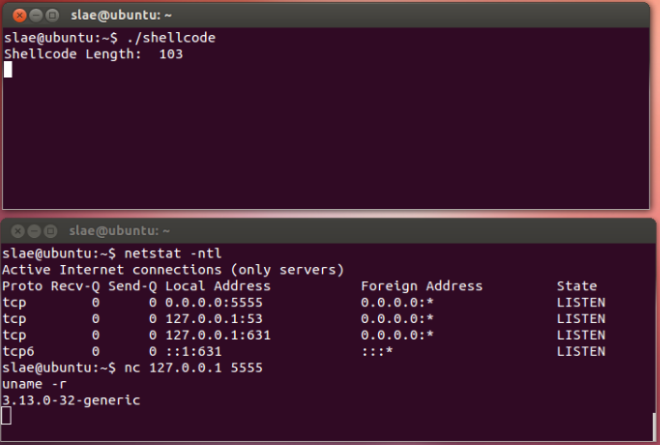 slae@ubuntu: ~
slae@ubuntu:~$ ./shellcode
Shellcode Length:  103
slae@ubuntu: ~
slae@ubuntu:~$ netstat -ntl
Active Internet connections (only servers)
Proto Recv-Q Send-Q Local Address           Foreign Address         State
tcp        0      0 0.0.0.0:5555            0.0.0.0:*               LISTEN
tcp        0      0 127.0.1.1:53            0.0.0.0:*               LISTEN
tcp        0      0 127.0.0.1:631           0.0.0.0:*               LISTEN
tcp6       0      0 ::1:631                 :::*                    LISTEN
slae@ubuntu:~$ nc 127.0.0.1 5555
uname -r
3.13.0-32-generic